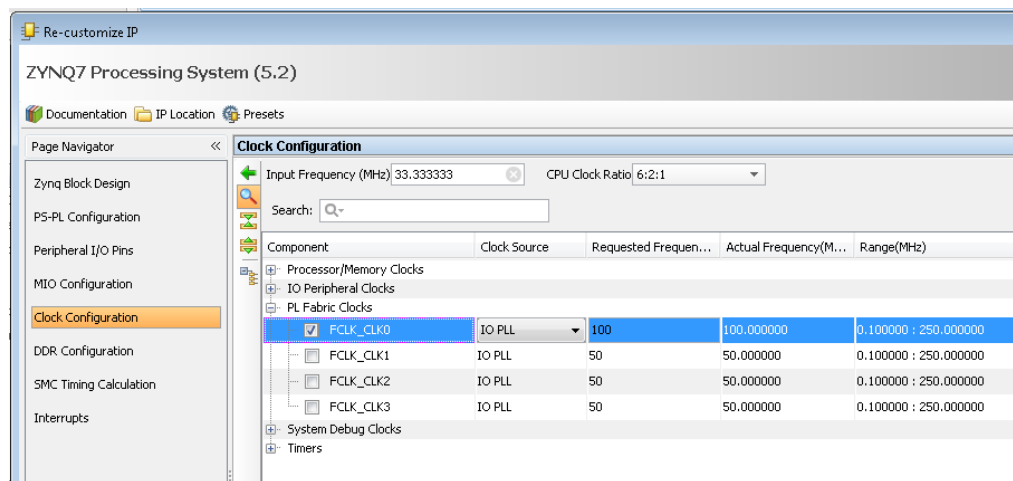 Re-customize IP
ZYNQ7 Processing System (5.2)
Documentation IP Location Presets
Page Navigator «
Zynq Block Design
PS-PL Configuration
Peripheral I/O Pins
MIO Configuration
Clock Configuration
DDR Configuration
SMC Timing Calculation
Interrupts
Clock Configuration
Input Frequency (MHz) 33.333333 CPU Clock Ratio 6:2:1
Search:
Component Clock Source Requested Frequen... Actual Frequency(M... Range(MHz)
Processor/Memory Clocks
IO Peripheral Clocks
PL Fabric Clocks
FCLK_CLK0 IO PLL 100 100.000000 0.100000 : 250.000000
FCLK_CLK1 IO PLL 50 50.000000 0.100000 : 250.000000
FCLK_CLK2 IO PLL 50 50.000000 0.100000 : 250.000000
FCLK_CLK3 IO PLL 50 50.000000 0.100000 : 250.000000
System Debug Clocks
Timers